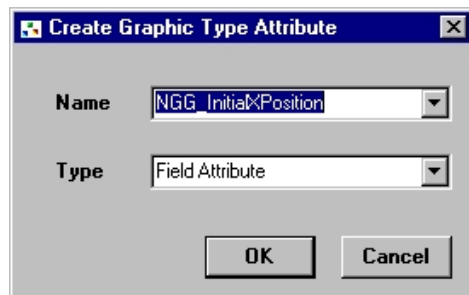 Create Graphic Type Attribute
Name NGG_InitialXPosition
Type Field Attribute
OK Cancel